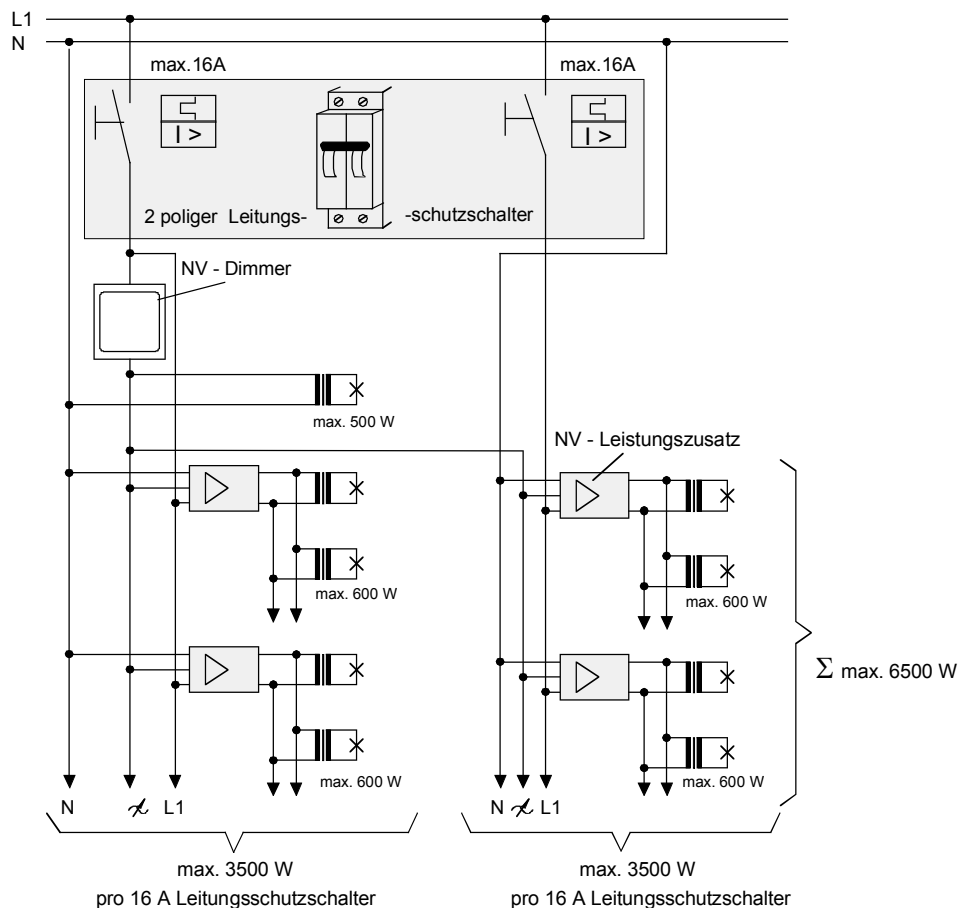 L1
N
max.16A
max.16A
I >
I >
2 poliger Leitungs- -schutzschalter
NV - Dimmer
max. 500 W
NV - Leistungszusatz
max. 600 W
max. 600 W
Σ max. 6500 W
max. 600 W
max. 600 W
N L1
N L1
max. 3500 W
pro 16 A Leitungsschutzschalter
max. 3500 W
pro 16 A Leitungsschutzschalter